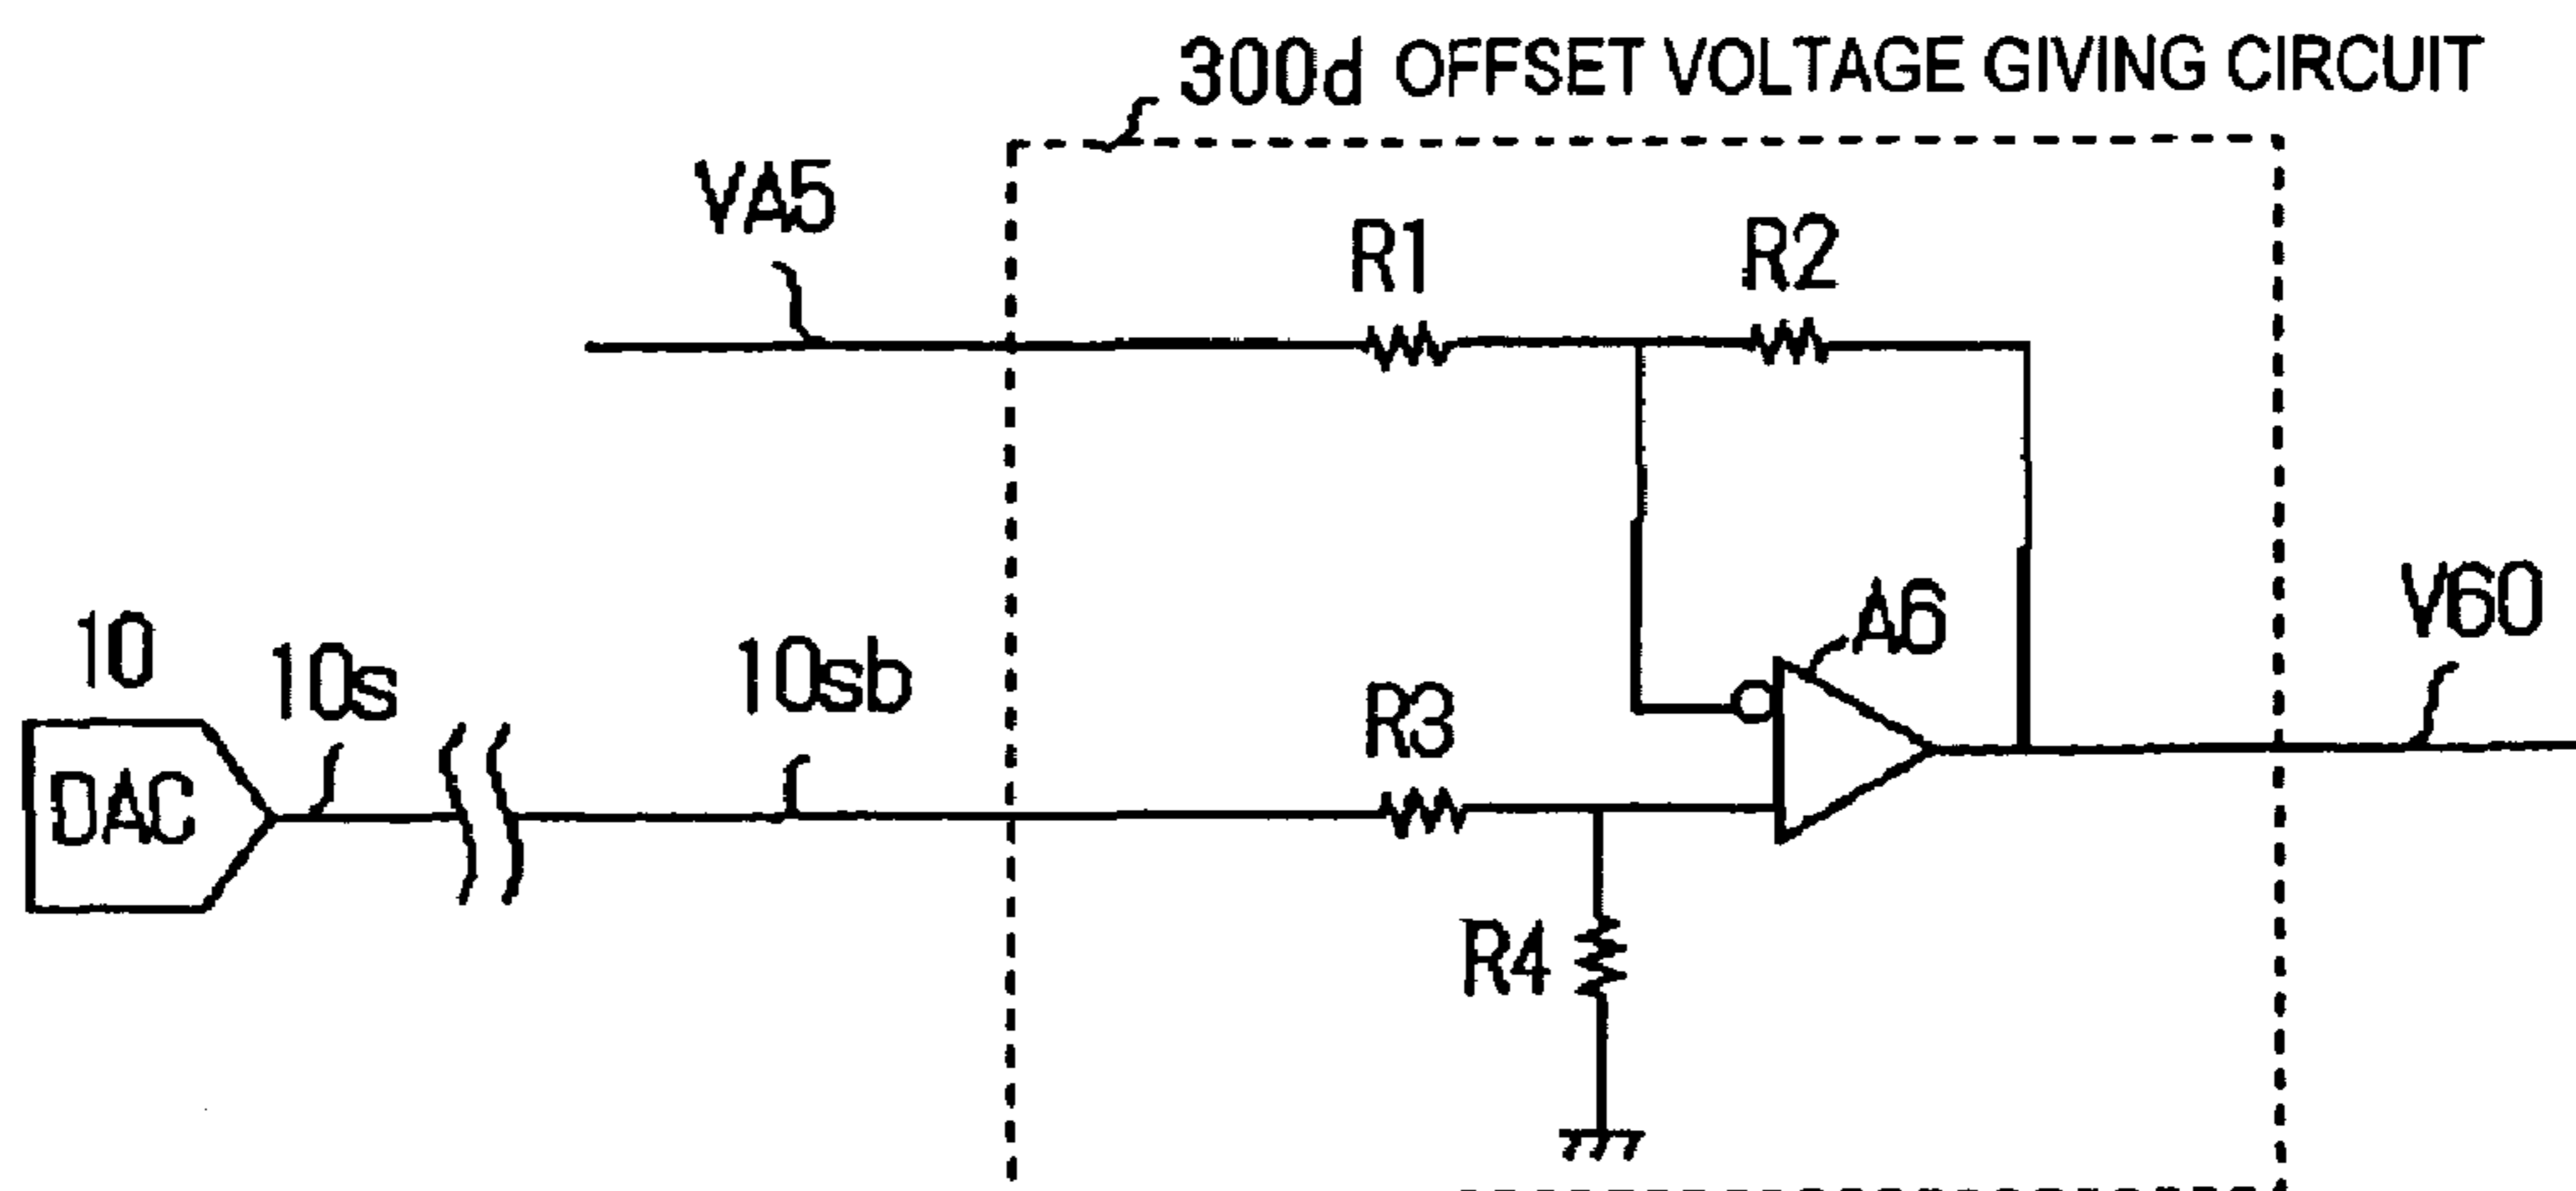 300d OFFSET VOLTAGE GIVING CIRCUIT
VA5
R1
R2
10
10s
10sb
R3
A6
V60
DAC
R4